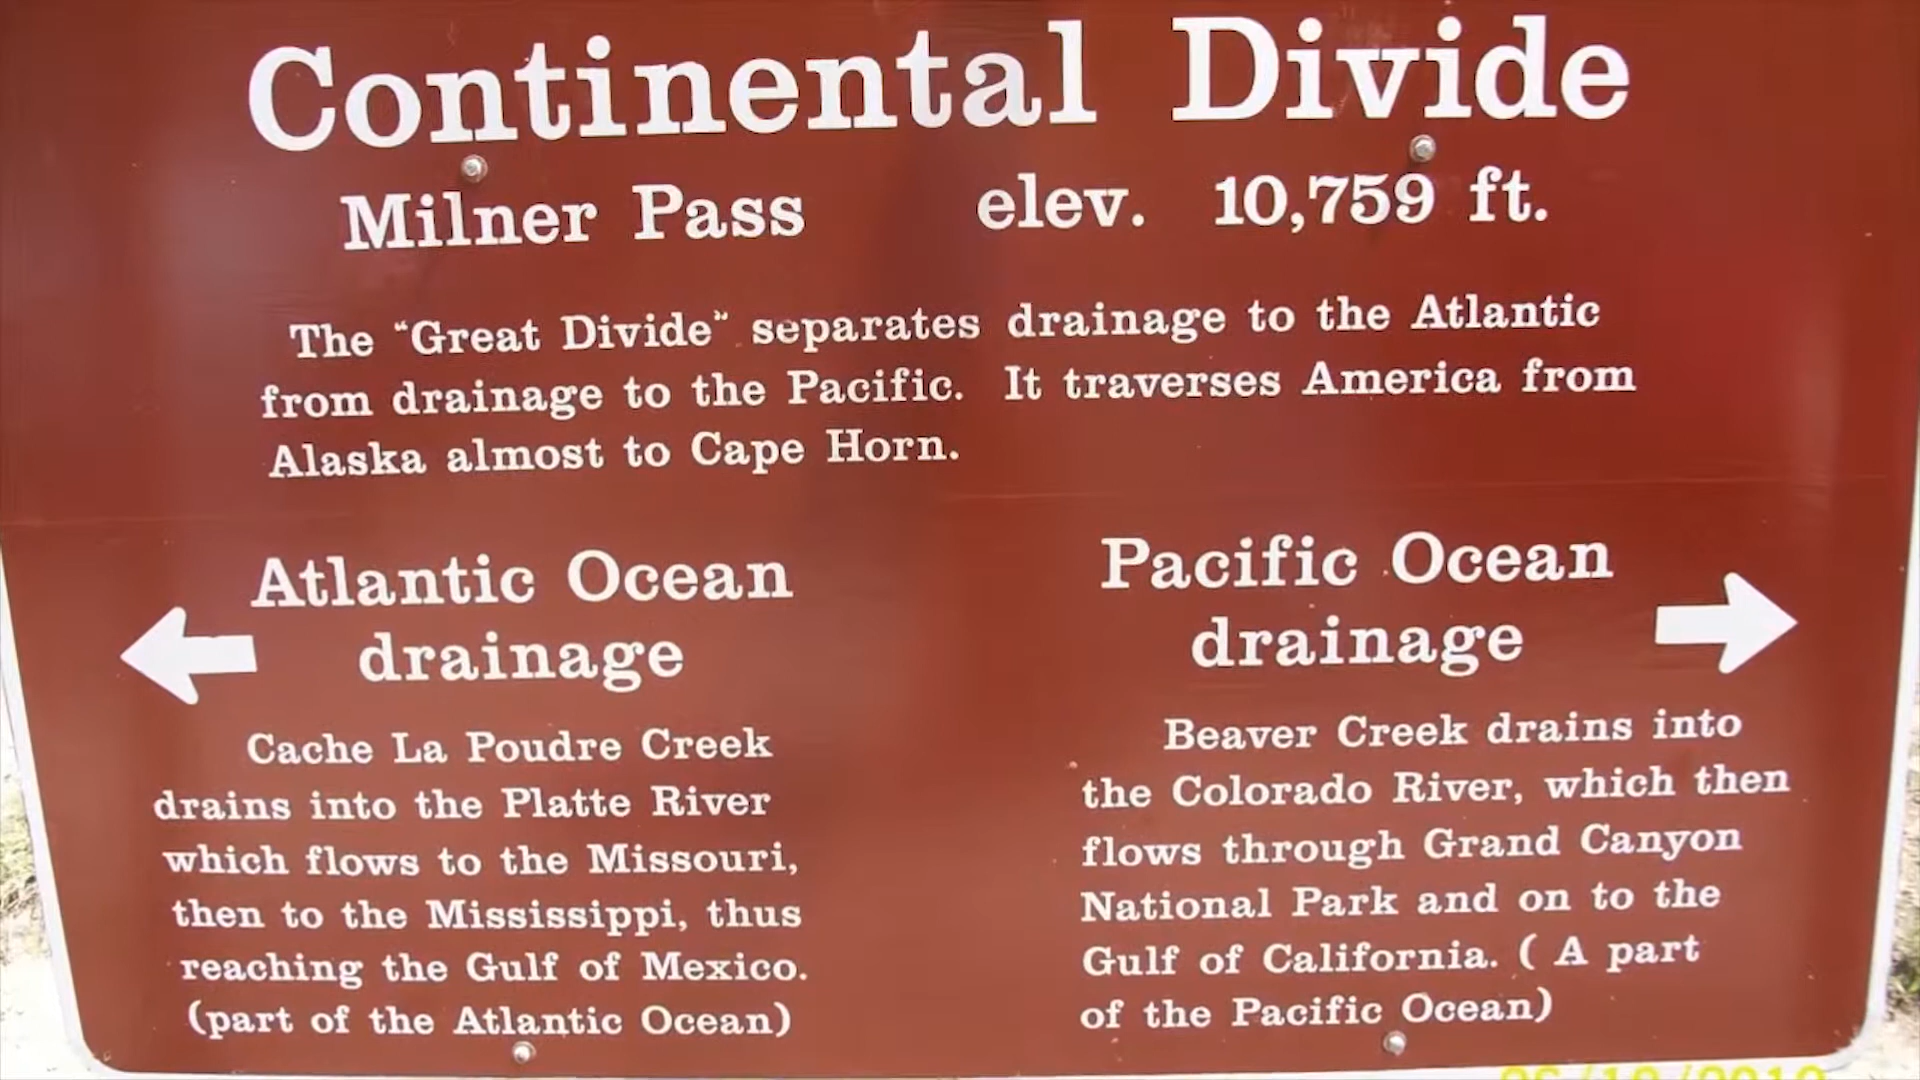 Continental Divide
Milner Pass elev. 10,759 ft.
The "Great Divide" separates drainage to the Atlantic
from drainage to the Pacific. It traverses America from
Alaska almost to Cape Horn.
Atlantic Ocean
drainage
Cache La Poudre Creek
drains into the Platte River
which flows to the Missouri,
then to the Mississippi, thus
reaching the Gulf of Mexico.
(part of the Atlantic Ocean)
Pacific Ocean
drainage
Beaver Creek drains into
the Colorado River, which then
flows through Grand Canyon
National Park and on to the
Gulf of California. ( A part
of the Pacific Ocean)